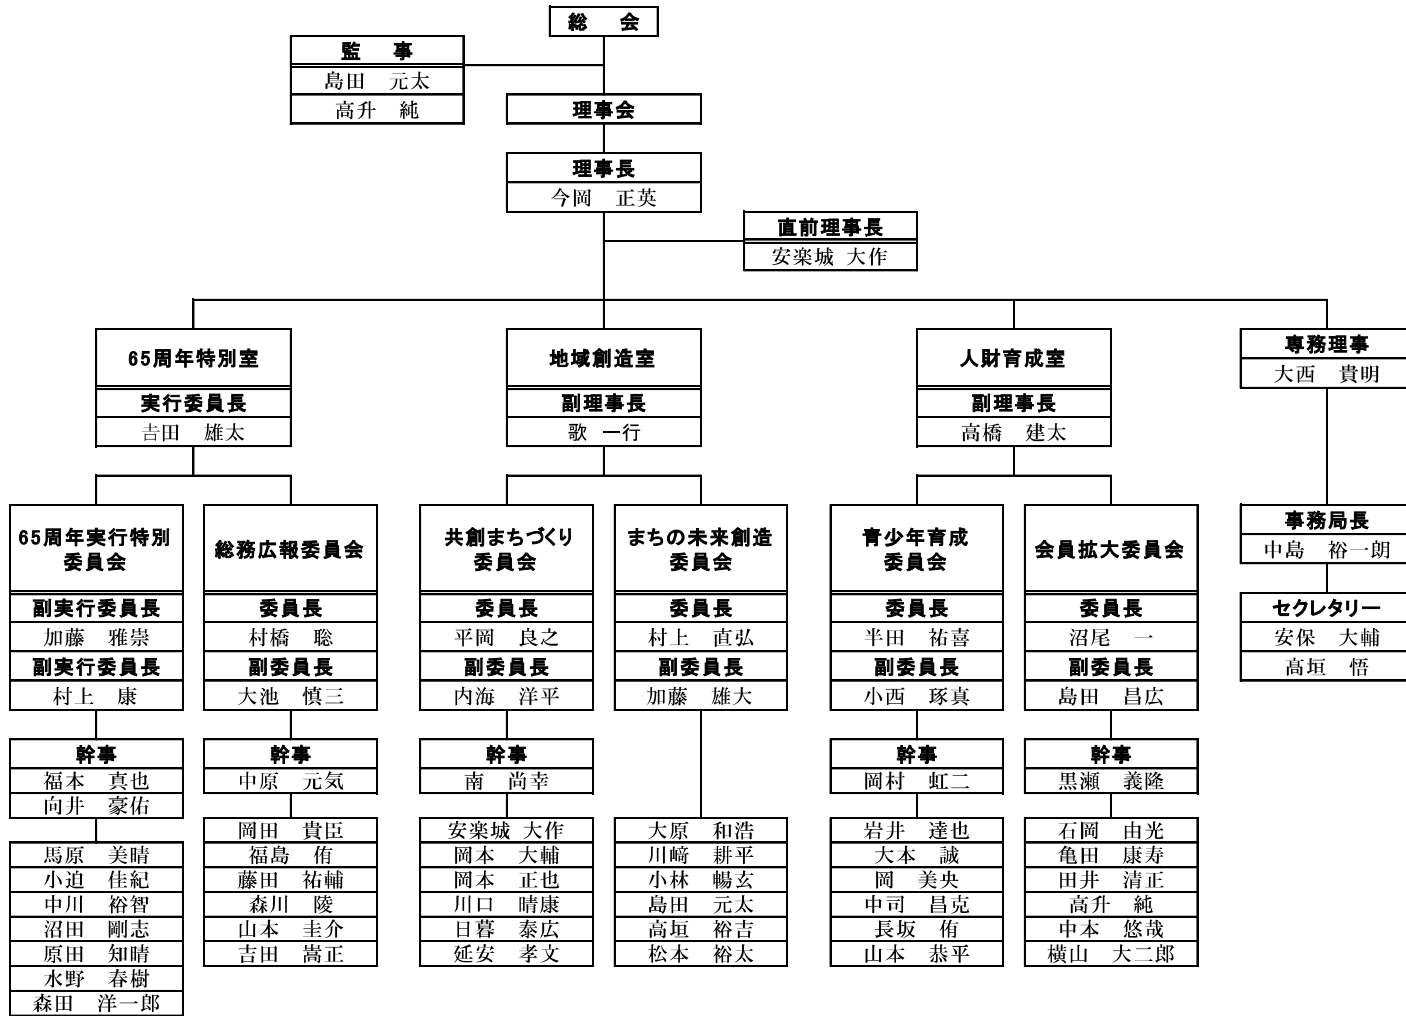 総　会
監　事
島田　元太
高升　純
理事会
理事長
今岡　正英
直前理事長
安楽城 大作
65周年特別室
実行委員長
𠮷田　雄太
地域創造室
副理事長
歌 一行
人財育成室
副理事長
高橋　建太
専務理事
大西　貴明
65周年実行特別
委員会
副実行委員長
加藤　雅崇
副実行委員長
村上　康
幹事
福本　真也
向井　豪佑
馬原　美晴
小迫　佳紀
中川　裕智
沼田　剛志
原田　知晴
水野　春樹
森田　洋一郎
総務広報委員会
委員長
村橋　聡
副委員長
大池　慎三
幹事
中原　元気
岡田　貴臣
福島　侑
藤田　祐輔
森川　陵
山本　圭介
吉田　嵩正
共創まちづくり
委員会
委員長
平岡　良之
副委員長
内海　洋平
幹事
南　尚幸
安楽城 大作
岡本　大輔
岡本　正也
川口　晴康
日暮　泰広
延安　孝文
まちの未来創造
委員会
委員長
村上　直弘
副委員長
加藤　雄大
大原　和浩
川﨑　耕平
小林　暢玄
島田　元太
高垣　裕吉
松本　裕太
青少年育成
委員会
委員長
半田　祐喜
副委員長
小西　琢真
幹事
岡村　虹二
岩井　達也
大本　誠
岡　美央
中司　昌克
長坂　侑
山本　恭平
会員拡大委員会
委員長
沼尾　一
副委員長
島田　昌広
幹事
黒瀬　義隆
石岡　由光
亀田　康寿
田井　清正
高升　純
中本　悠哉
横山　大二郎
事務局長
中島　裕一朗
セクレタリー
安保　大輔
高垣　悟